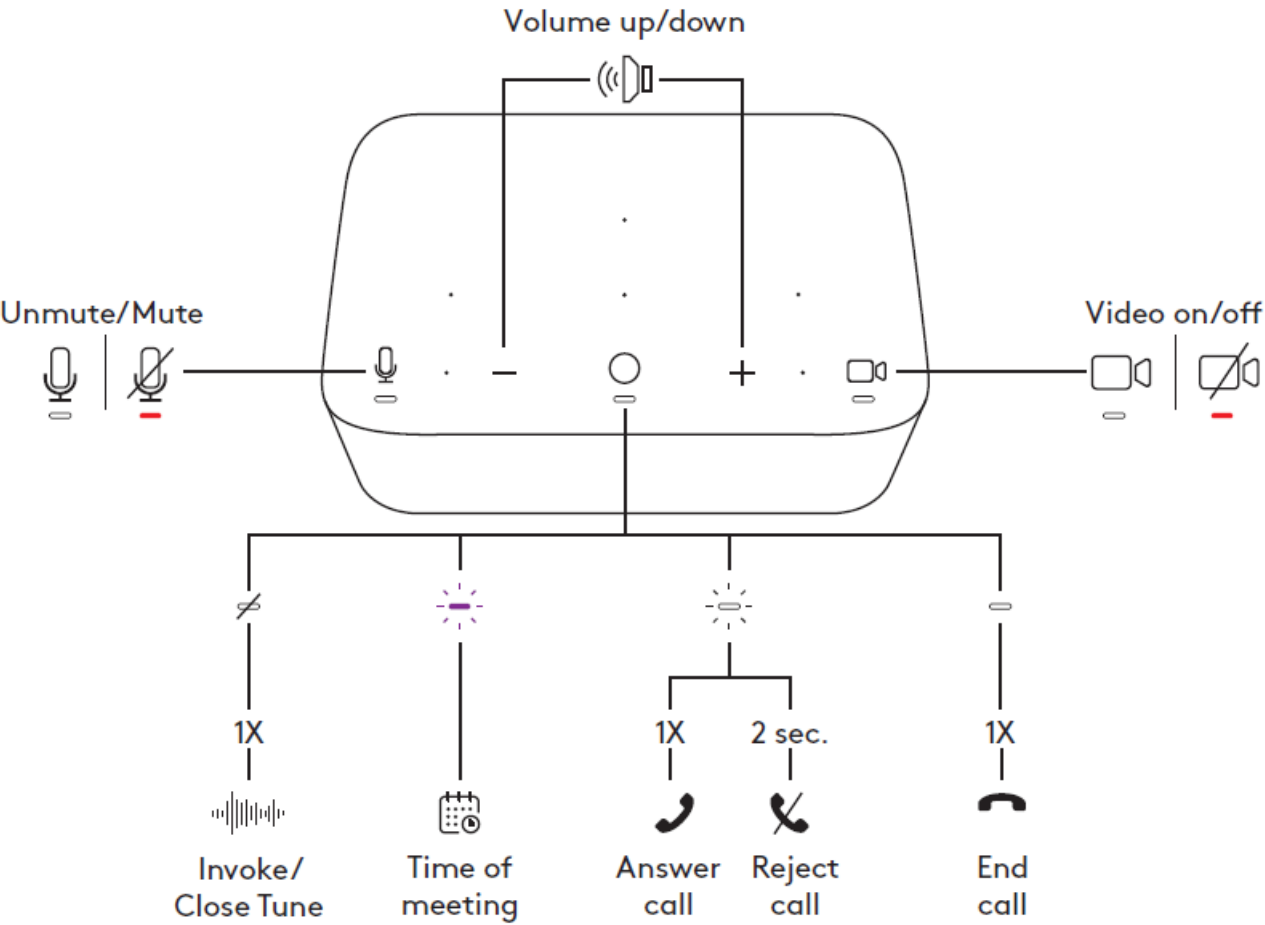 Volume up/down
Unmute/Mute
Video on/off
1X
1X
2 sec.
1X
Invoke/
Close Tune
Time of
meeting
Answer
call
Reject
call
End
call